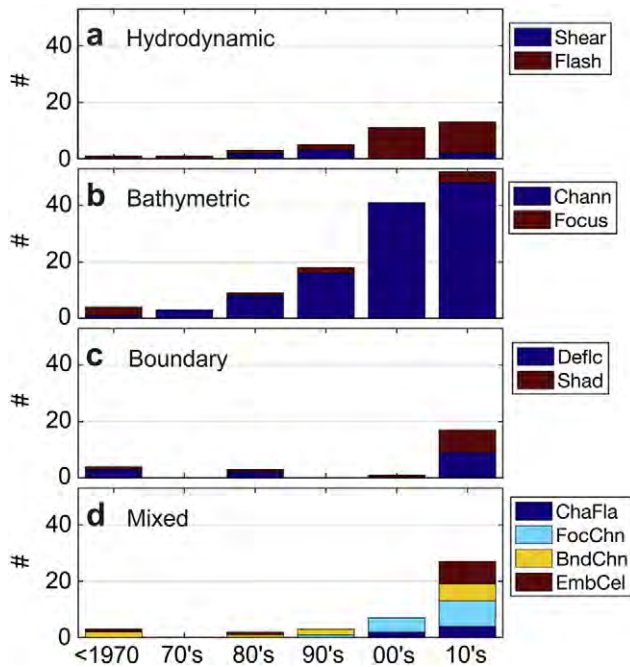 a Hydrodynamic
#
40
20
0
Shear
Flash
b Bathymetric
#
40
20
0
Chann
Focus
c Boundary
#
40
20
0
Deflc
Shad
d Mixed
#
40
20
0
ChaFla
FocChn
BndChn
EmbCel
<1970 70's 80's 90's 00's 10's